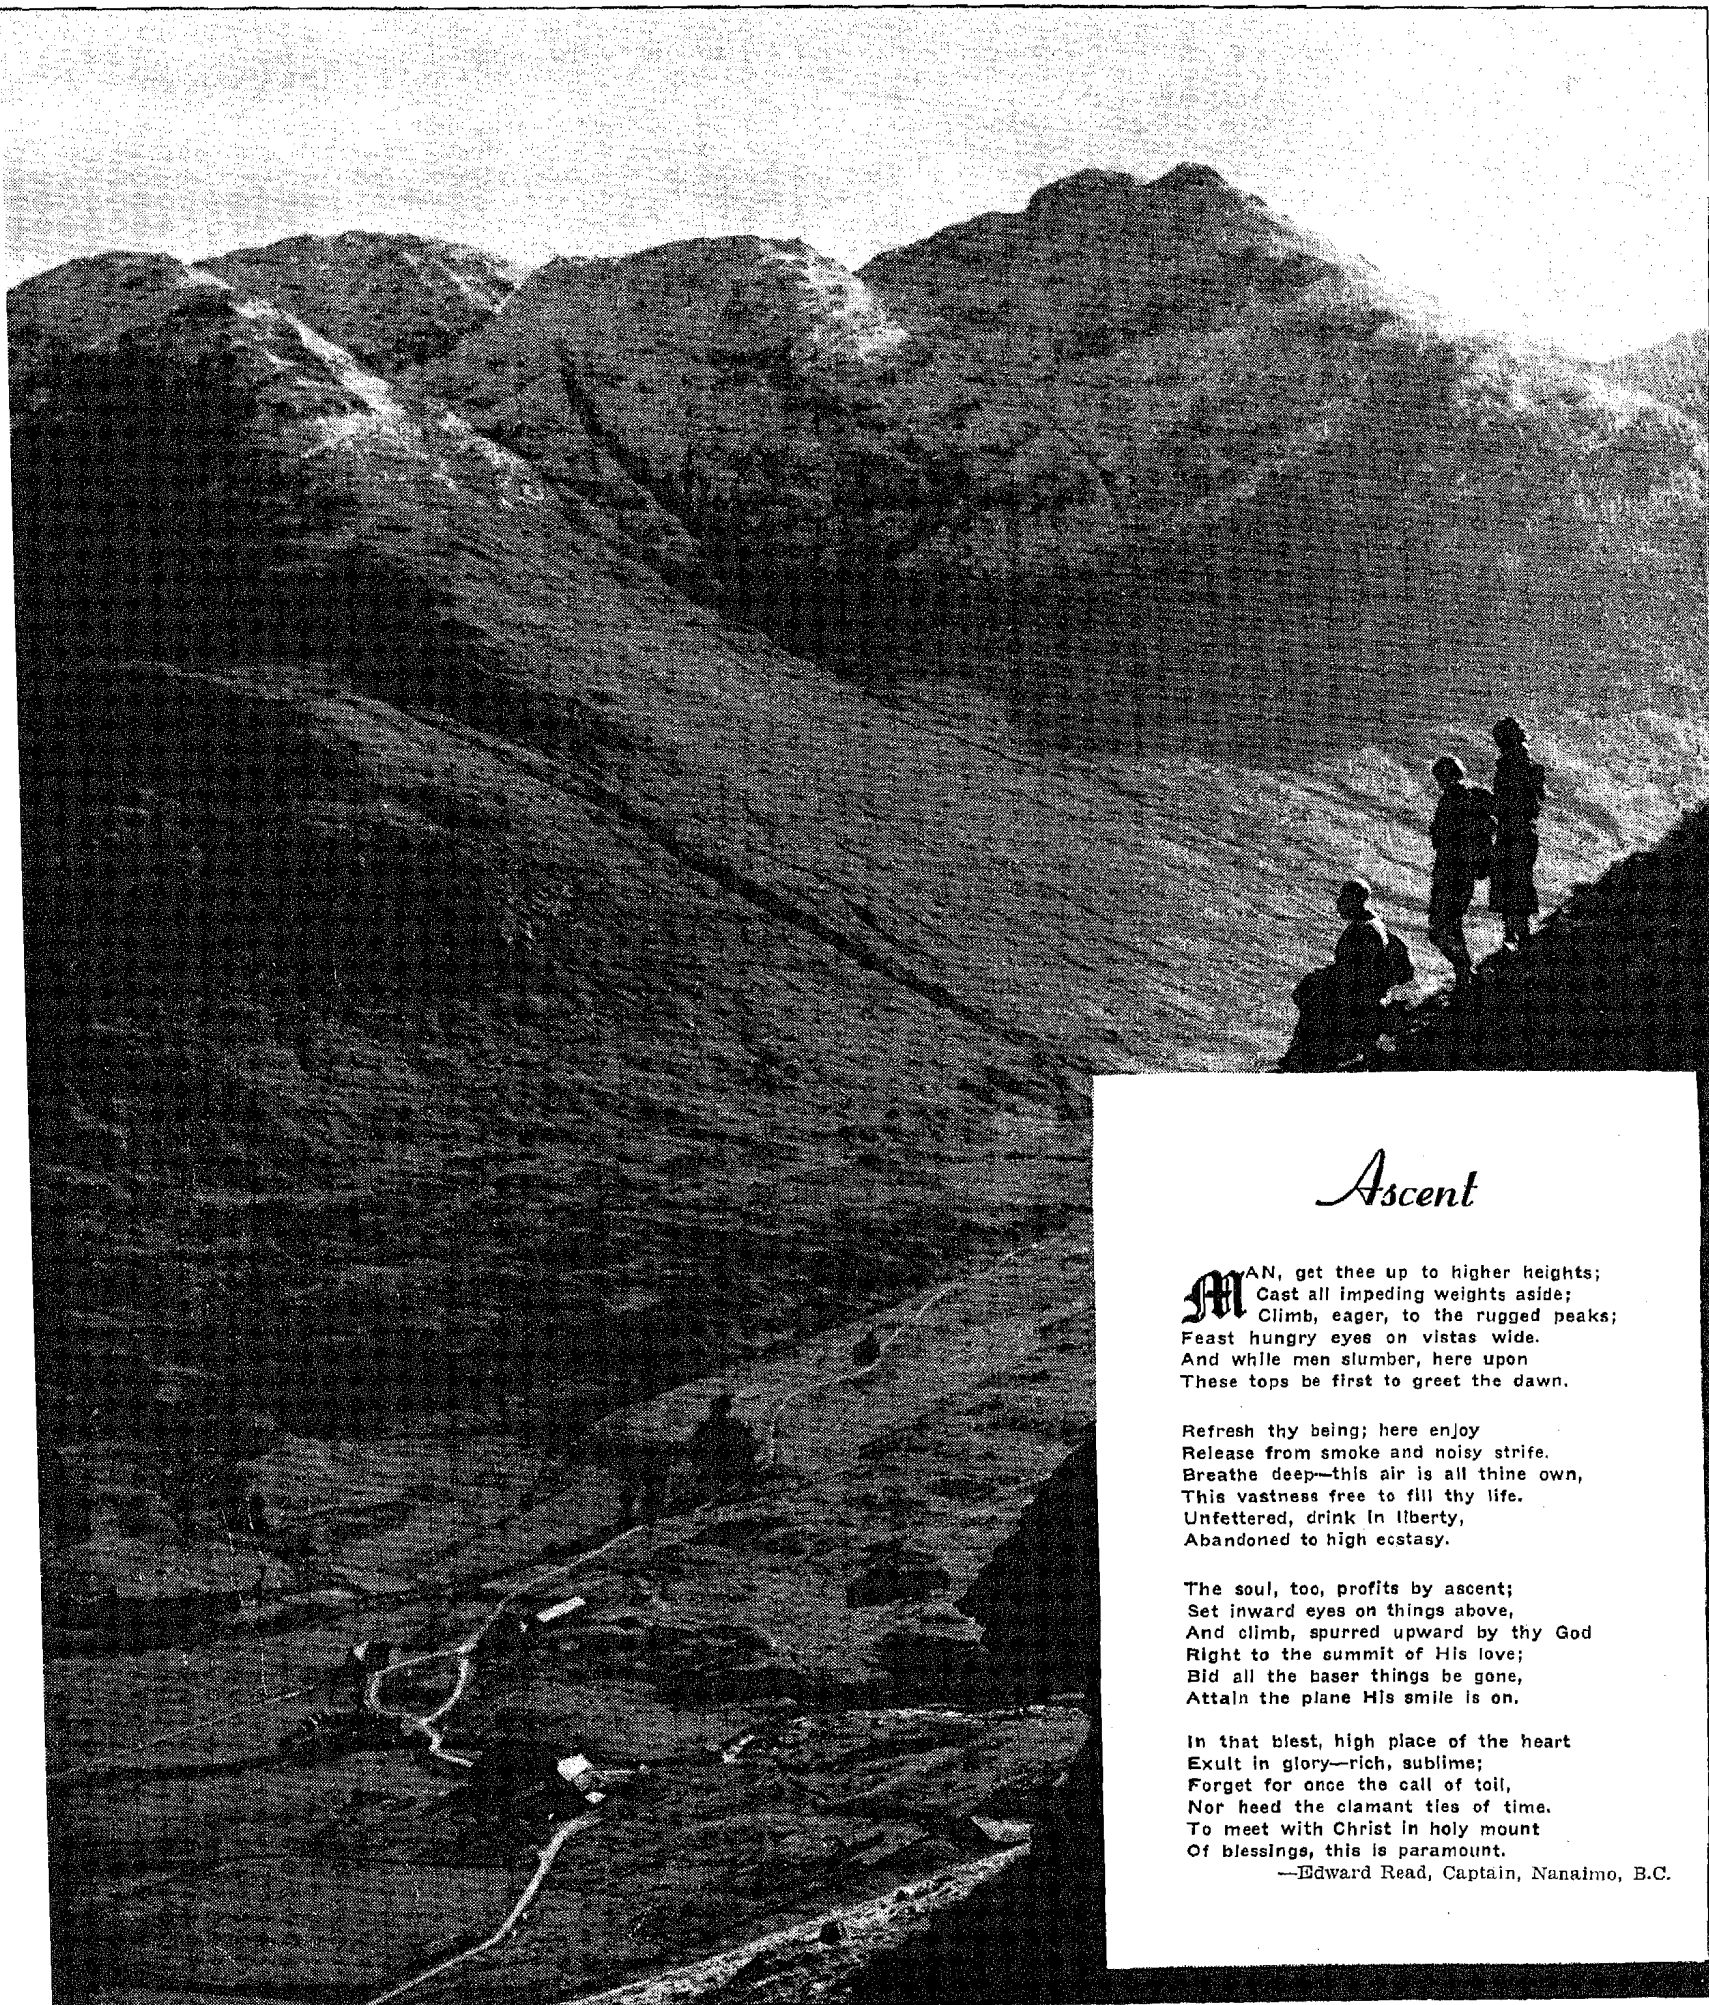 Ascent
MAN, get thee up to higher heights;
Cast all impeding weights aside;
Climb, eager, to the rugged peaks;
Feast hungry eyes on vistas wide.
And while men slumber, here upon
These tops be first to greet the dawn.
Refresh thy being; here enjoy
Release from smoke and noisy strife.
Breathe deep—this air is all thine own,
This vastness free to fill thy life.
Unfettered, drink in liberty,
Abandoned to high ecstasy.
The soul, too, profits by ascent;
Set inward eyes on things above,
And climb, spurred upward by thy God
Right to the summit of His love;
Bid all the baser things be gone,
Attain the plane His smile is on.
In that blest, high place of the heart
Exult in glory—rich, sublime;
Forget for once the call of toil,
Nor heed the clamant ties of time.
To meet with Christ in holy mount
Of blessings, this is paramount.
—Edward Read, Captain, Nanaimo, B.C.